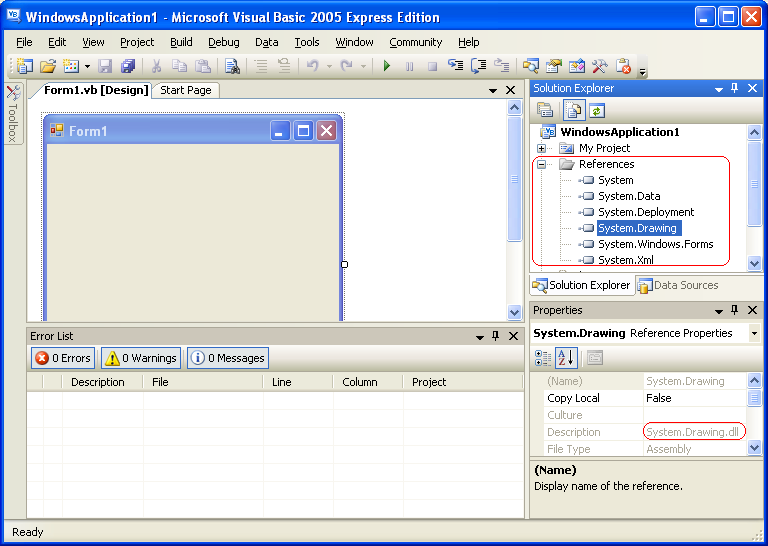 WindowsApplication1 - Microsoft Visual Basic 2005 Express Edition
File Edit View Project Build Debug Data Tools Window Community Help
Form1.vb [Design] Start Page
Toolbox
Form1
Solution Explorer
WindowsApplication1
My Project
References
System
System.Data
System.Deployment
System.Drawing
System.Windows.Forms
System.Xml
Solution Explorer Data Sources
Properties
System.Drawing Reference Properties
(Name) System.Drawing
Copy Local False
Culture
Description System.Drawing.dll
File Type Assembly
(Name)
Display name of the reference.
Error List
0 Errors 0 Warnings 0 Messages
Description File Line Column Project
Ready